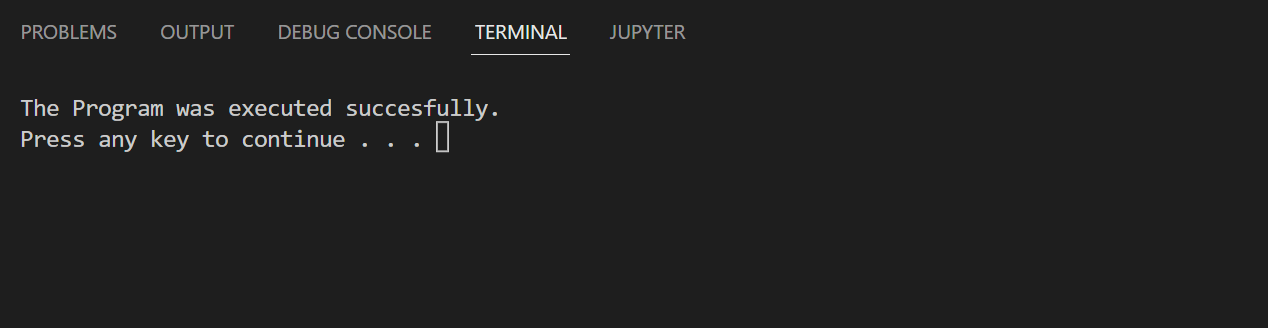 PROBLEMS OUTPUT DEBUG CONSOLE TERMINAL JUPYTER
The Program was executed succesfully.
Press any key to continue . . .